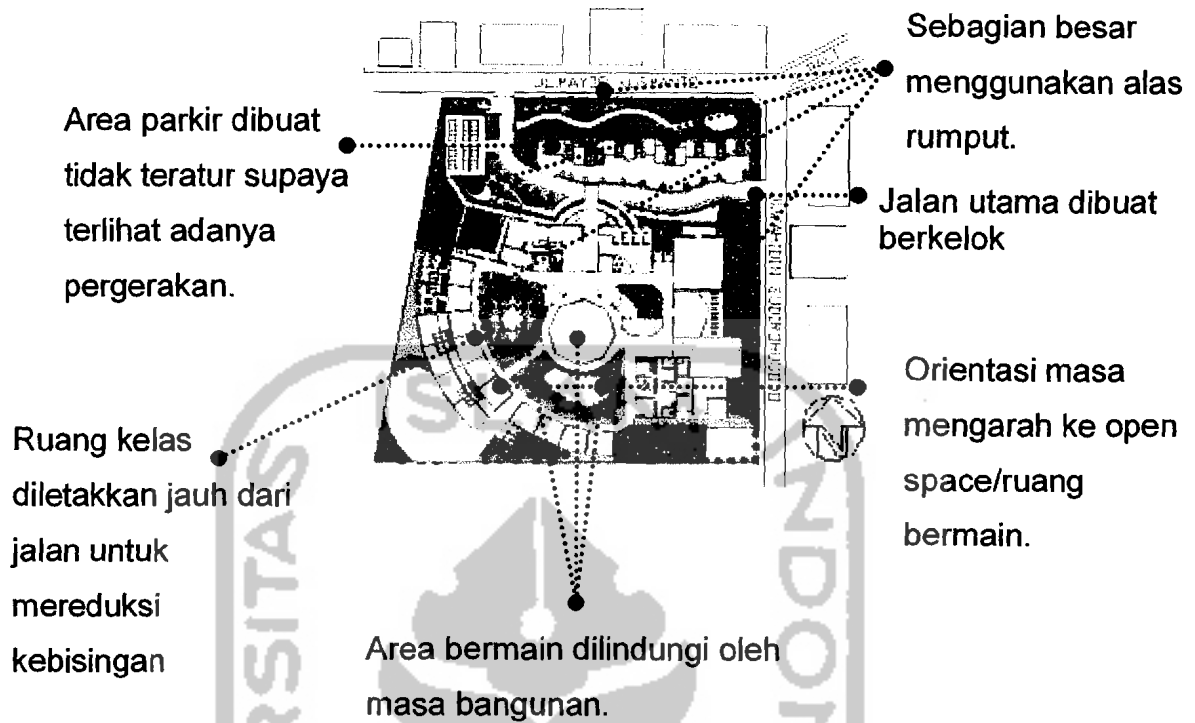 Sebagian besar
menggunakan alas
rumput.
Area parkir dibuat
tidak teratur supaya
terlihat adanya
pergerakan.
Jalan utama dibuat
berkelok
Orientasi masa
mengarah ke open
space/ruang
bermain.
Ruang kelas
diletakkan jauh dari
jalan untuk
mereduksi
kebisingan
Area bermain dilindungi oleh
masa bangunan.
ISLAM